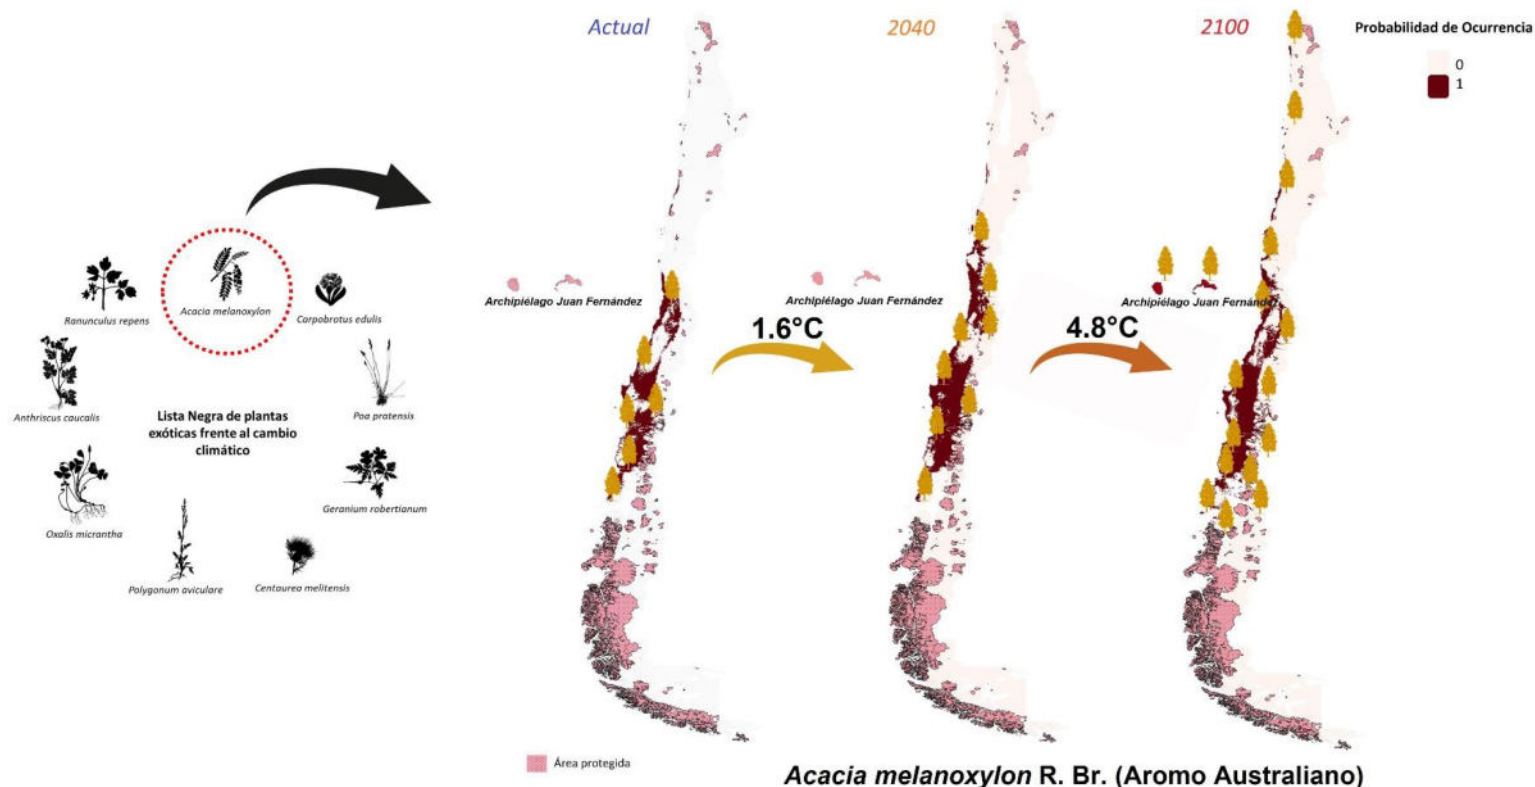 Actual
2040
2100
Probabilidad de Ocurrencia
0
1
Ranunculus repens
Acacia melanoxylon
Carpobrotus edulis
Anthriscus caucalis
Poa pratensis
Lista Negra de plantas
exóticas frente al cambio
climático
Oxalis micrantha
Geranium robertianum
Polygonum aviculare
Centaurea melitensis
Archipiélago Juan Fernández
1.6°C
Archipiélago Juan Fernández
4.8°C
Archipiélago Juan Fernández
Área protegida
Acacia melanoxylon R. Br. (Aromo Australiano)